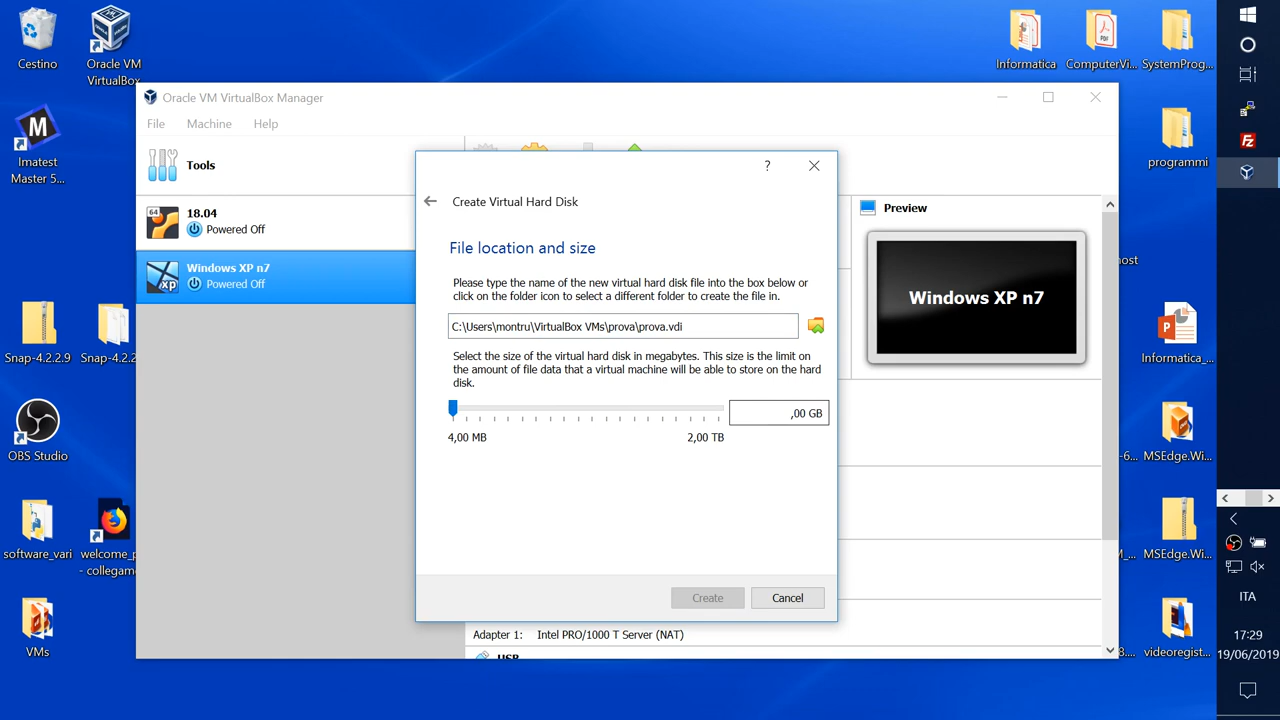 Cestino
Oracle VM
VirtualBox
Informatica
ComputerVi...
SystemProg...
Oracle VM VirtualBox Manager
File
Machine
Help
M
Imatest
Master 5...
Tools
programmi
Create Virtual Hard Disk
64
18.04
Powered Off
Preview
File location and size
xp
Windows XP n7
Powered Off
Please type the name of the new virtual hard disk file into the box below or
click on the folder icon to select a different folder to create the file in.
Windows XP n7
C:\Users\montru\VirtualBox VMs\prova\prova.vdi
Snap-4.2.2.9
Snap-4.2...
Select the size of the virtual hard disk in megabytes. This size is the limit on
the amount of file data that a virtual machine will be able to store on the hard
disk.
Informatica_...
,00 GB
4,00 MB
2,00 TB
OBS Studio
MSEdge.Wi...
software_vari
welcome_p
- collegam
MSEdge.Wi...
Create
Cancel
Adapter 1:
Intel PRO/1000 T Server (NAT)
USB
VMs
videoregist...
ITA
17:29
19/06/2019